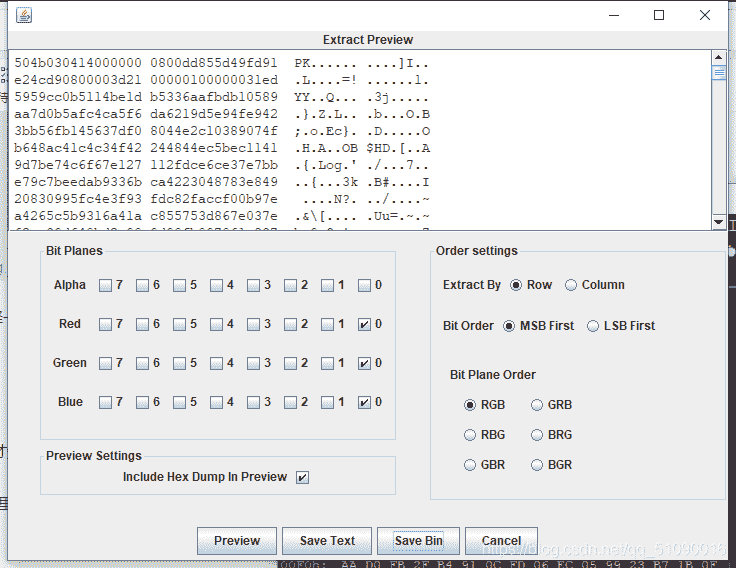 Extract Preview
504b030414000000 0800dd855d49fd91 PK...... ....]I..
e24cd90800003d21 00000100000031ed .L....=! ......1.
5959cc0b5114be1d b5336aafbdb10589 YY..Q... .3j.....
aa7d0b5afc4ca5f6 da6219d5e94fe942 .}.Z.L.. .b...O.B
3bb56fb145637df0 8044e2c10389074f ;.o.Ec}. .D.....O
b648ac41c4c34f42 244844ec5bec1141 .H.A..OB $HD.[..A
9d7be74c6f67e127 112fdce6ce37e7bb .{.Log.' ./...7..
e79c7beedab9336b ca4223048783e849 ..{...3k .B#....I
20830995fc4e3f93 fdc82faccf00b97e ....N?. ../....~
a4265c5b9316a41a c855753d867e037e .&\[.... .Uu=.~.~
Bit Planes
Alpha 7 6 5 4 3 2 1 0
Red 7 6 5 4 3 2 1 0
Green 7 6 5 4 3 2 1 0
Blue 7 6 5 4 3 2 1 0
Preview Settings
Include Hex Dump In Preview
Order settings
Extract By Row Column
Bit Order MSB First LSB First
Bit Plane Order
RGB GRB
RBG BRG
GBR BGR
Preview Save Text Save Bin Cancel
https://blog.csdn.net/qq_51090016